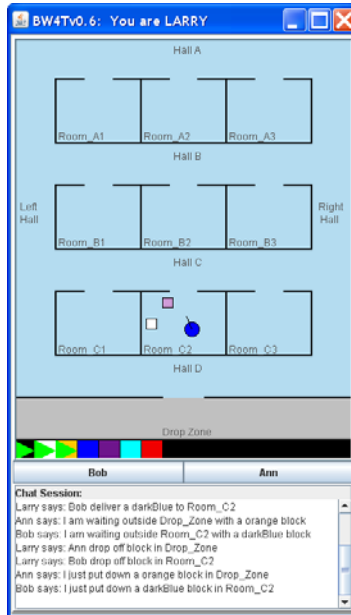 BW4Tv0.6: You are LARRY
Hall A
Room_A1 Room_A2 Room_A3
Hall B
Left Hall
Right Hall
Room_B1 Room_B2 Room_B3
Hall C
Room_C1 Room_C2 Room_C3
Hall D
Drop Zone
Bob Ann
Chat Session:
Larry says: Bob deliver a darkBlue to Room_C2
Ann says: I am waiting outside Drop_Zone with a orange block
Bob says: I am waiting outside Room_C2 with a darkBlue block
Larry says: Ann drop off block in Drop_Zone
Larry says: Bob drop off block in Room_C2
Ann says: I just put down a orange block in Drop_Zone
Bob says: I just put down a darkBlue block in Room_C2